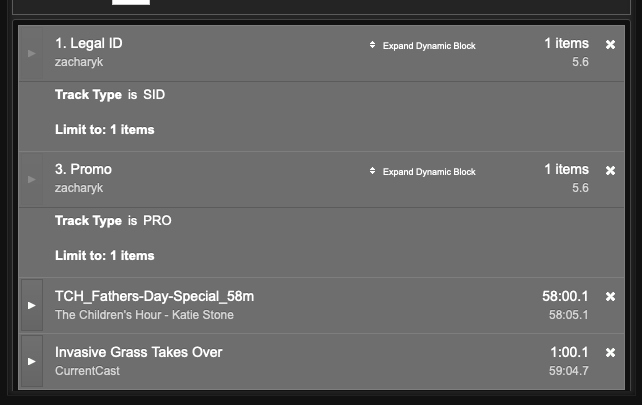 1. Legal ID Expand Dynamic Block 1 items
zacharyk 5.6
Track Type is SID
Limit to: 1 items
3. Promo Expand Dynamic Block 1 items
zacharyk 5.6
Track Type is PRO
Limit to: 1 items
TCH_Fathers-Day-Special_58m 58:00.1
The Children's Hour - Katie Stone 58:05.1
Invasive Grass Takes Over 1:00.1
CurrentCast 59:04.7